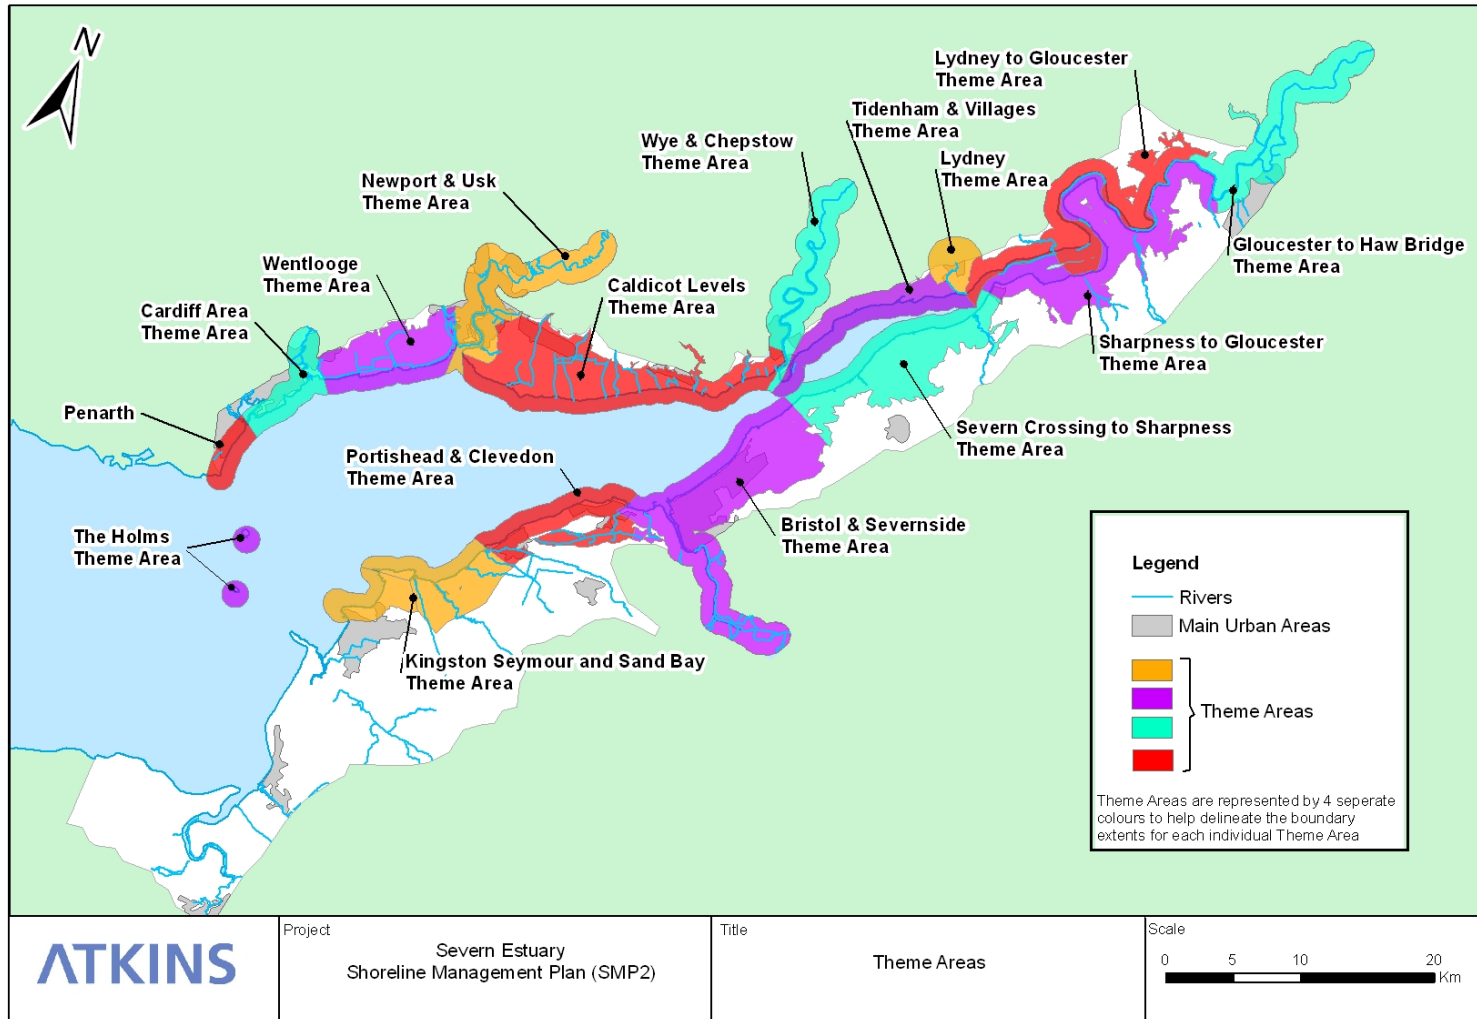 N
Lydney to Gloucester
Theme Area
Tidenham & Villages
Theme Area
Wye & Chepstow
Theme Area
Lydney
Theme Area
Newport & Usk
Theme Area
Gloucester to Haw Bridge
Theme Area
Wentlooge
Theme Area
Caldicot Levels
Theme Area
Cardiff Area
Theme Area
Sharpness to Gloucester
Theme Area
Penarth
Severn Crossing to Sharpness
Theme Area
Portishead & Clevedon
Theme Area
Bristol & Severnside
Theme Area
The Holms
Theme Area
Kingston Seymour and Sand Bay
Theme Area
Legend
Rivers
Main Urban Areas
Theme Areas
Theme Areas are represented by 4 seperate
colours to help delineate the boundary
extents for each individual Theme Area
ATKINS
Project
Severn Estuary
Shoreline Management Plan (SMP2)
Title
Theme Areas
Scale
0 5 10 20
Km